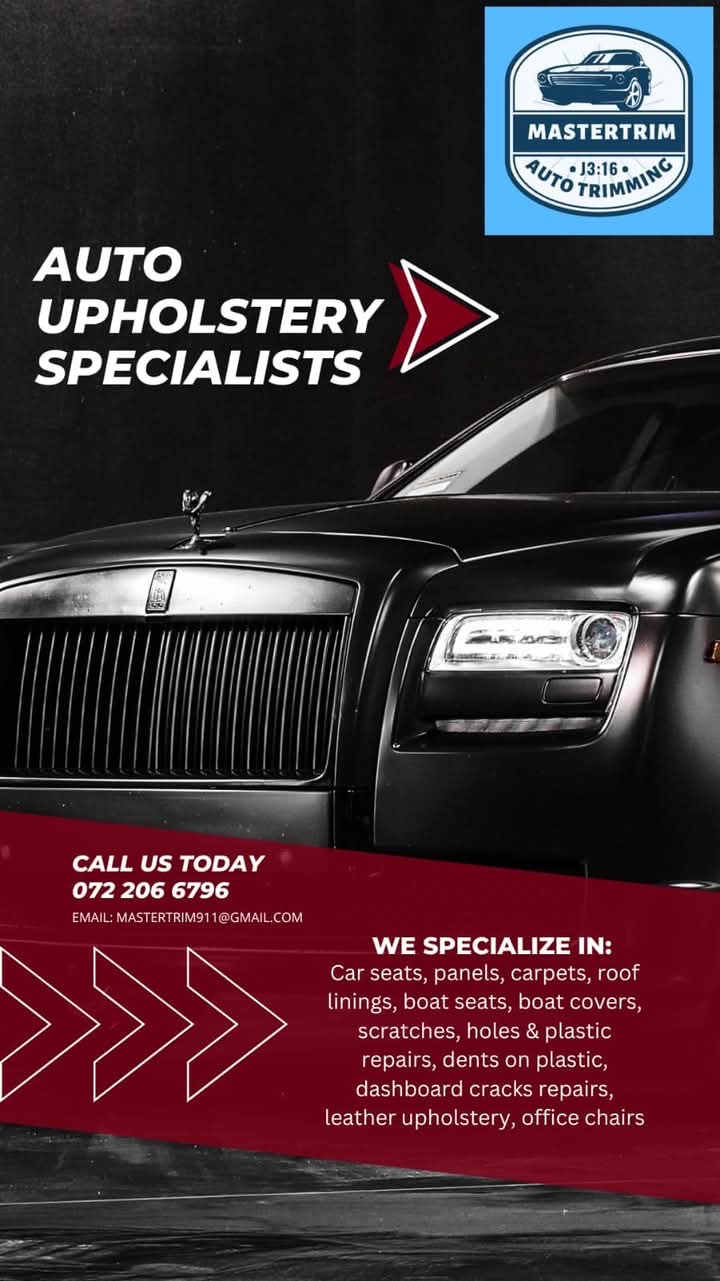 MASTERTRIM
• J3:16 •
AUTO TRIMMING
AUTO
UPHOLSTERY
SPECIALISTS
CALL US TODAY
072 206 6796
EMAIL: MASTERTRIM911@GMAIL.COM
WE SPECIALIZE IN:
Car seats, panels, carpets, roof
linings, boat seats, boat covers,
scratches, holes & plastic
repairs, dents on plastic,
dashboard cracks repairs,
leather upholstery, office chairs